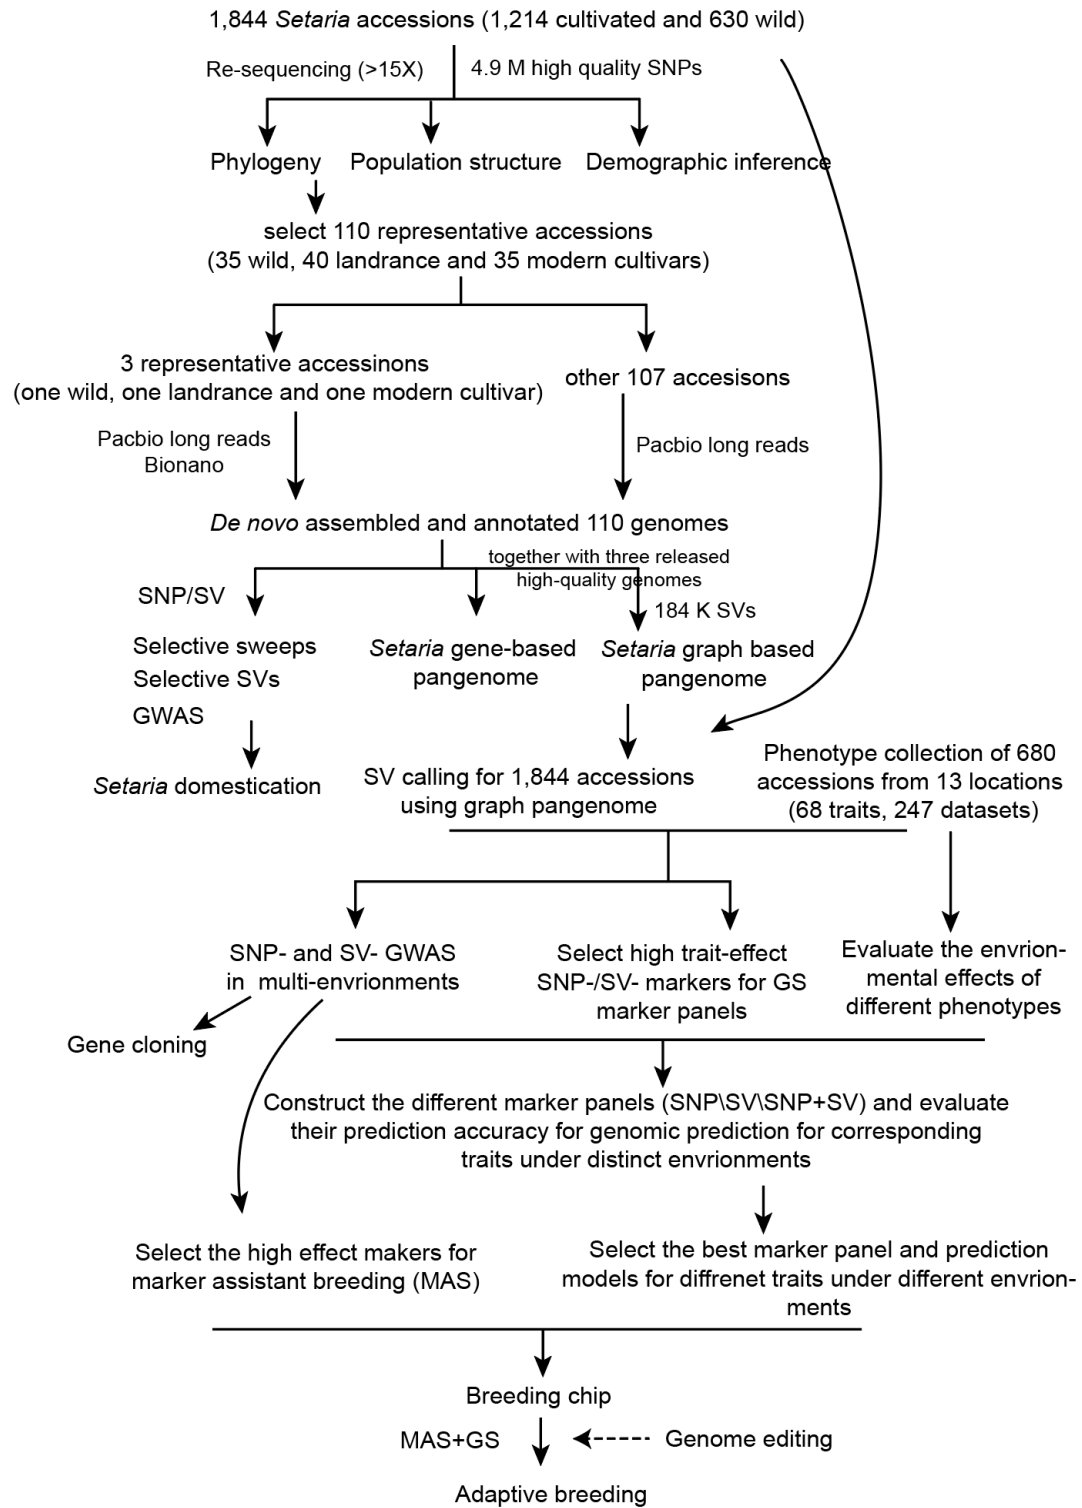 1,844 Setaria accessions (1,214 cultivated and 630 wild)
Re-sequencing (>15X)
4.9 M high quality SNPs
Phylogeny
Population structure
Demographic inference
select 110 representative accessions
(35 wild, 40 landrance and 35 modern cultivars)
3 representative accessinons
(one wild, one landrance and one modern cultivar)
other 107 accesisons
Pacbio long reads
Bionano
Pacbio long reads
De novo assembled and annotated 110 genomes
together with three released
high-quality genomes
SNP/SV
184 K SVs
Selective sweeps
Selective SVs
GWAS
Setaria gene-based
pangenome
Setaria graph based
pangenome
Setaria domestication
SV calling for 1,844 accessions
using graph pangenome
Phenotype collection of 680
accessions from 13 locations
(68 traits, 247 datasets)
SNP- and SV- GWAS
in multi-envrionments
Select high trait-effect
SNP-/SV- markers for GS
marker panels
Evaluate the envrion-
mental effects of
different phenotypes
Gene cloning
Construct the different marker panels (SNP\SV\SNP+SV) and evaluate
their prediction accuracy for genomic prediction for corresponding
traits under distinct envrionments
Select the high effect makers for
marker assistant breeding (MAS)
Select the best marker panel and prediction
models for diffrenet traits under different envrion-
ments
Breeding chip
MAS+GS
Genome editing
Adaptive breeding